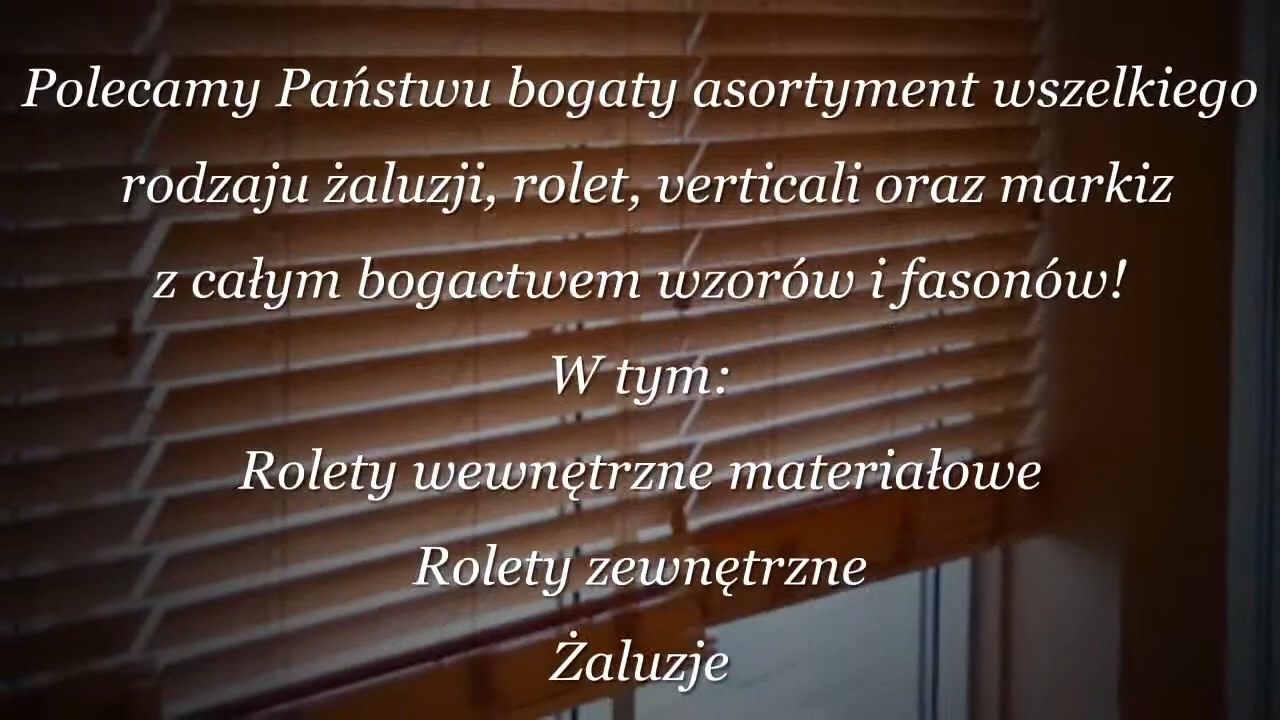 Polecamy Państwu bogaty asortyment wszelkiego
rodzaju żaluzji, rolet, verticali oraz markiz
z całym bogactwem wzorów i fasonów!
W tym:
Rolety wewnętrzne materiałowe
Rolety zewnętrzne
Żaluzje